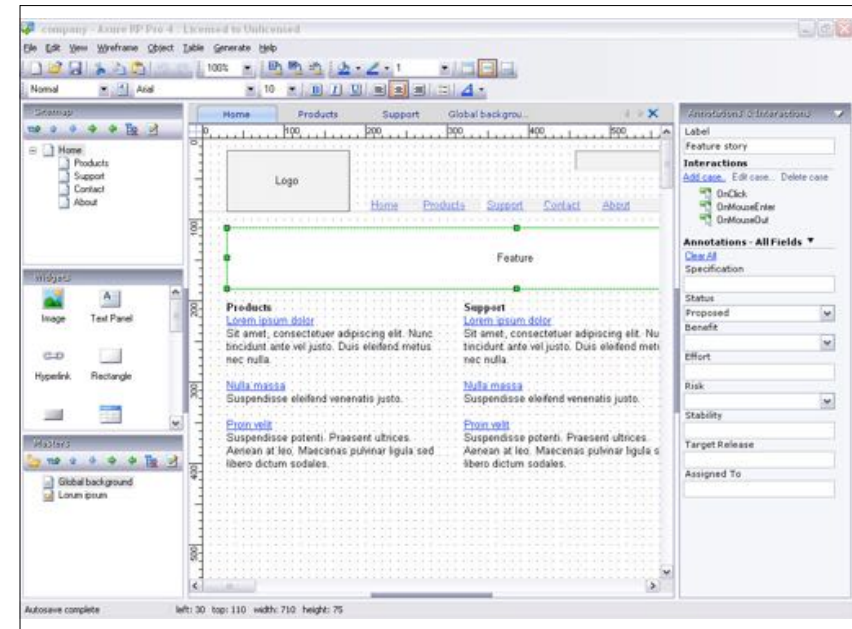 company - Axure RP Pro 4 : Licensed to Unlicensed
File Edit View Wireframe Object Table Generate Help
100% 1
Normal Arial 10 B I U A
Sitemap
Home
Products
Support
Contact
About
Widgets
Image Text Panel
Hyperlink Rectangle
Masters
Global background
Lorum ipsum
Home Products Support Global backgrou...
0 100 200 300 400 500
0
100
200
300
400
500
Logo
Home Products Support Contact About
Feature
Products
Lorem ipsum dolor
Sit amet, consectetuer adipiscing elit. Nunc
tincidunt ante vel justo. Duis eleifend metus
nec nulla.
Nulla massa
Suspendisse eleifend venenatis justo.
Proin velit
Suspendisse potenti. Praesent ultrices.
Aenean at leo. Maecenas pulvinar ligula sed
libero dictum sodales.
Support
Lorem ipsum dolor
Sit amet, consectetuer adipiscing elit. Nu
tincidunt ante vel justo. Duis eleifend met
nec nulla.
Nulla massa
Suspendisse eleifend venenatis justo.
Proin velit
Suspendisse potenti. Praesent ultrices.
Aenean at leo. Maecenas pulvinar ligula s
libero dictum sodales.
Annotations & Interactions
Label
Feature story
Interactions
Add case... Edit case... Delete case
OnClick
OnMouseEnter
OnMouseOut
Annotations - All Fields
Clear All
Specification
Status
Proposed
Benefit
Effort
Risk
Stability
Target Release
Assigned To
Autosave complete left: 30 top: 110 width: 710 height: 75